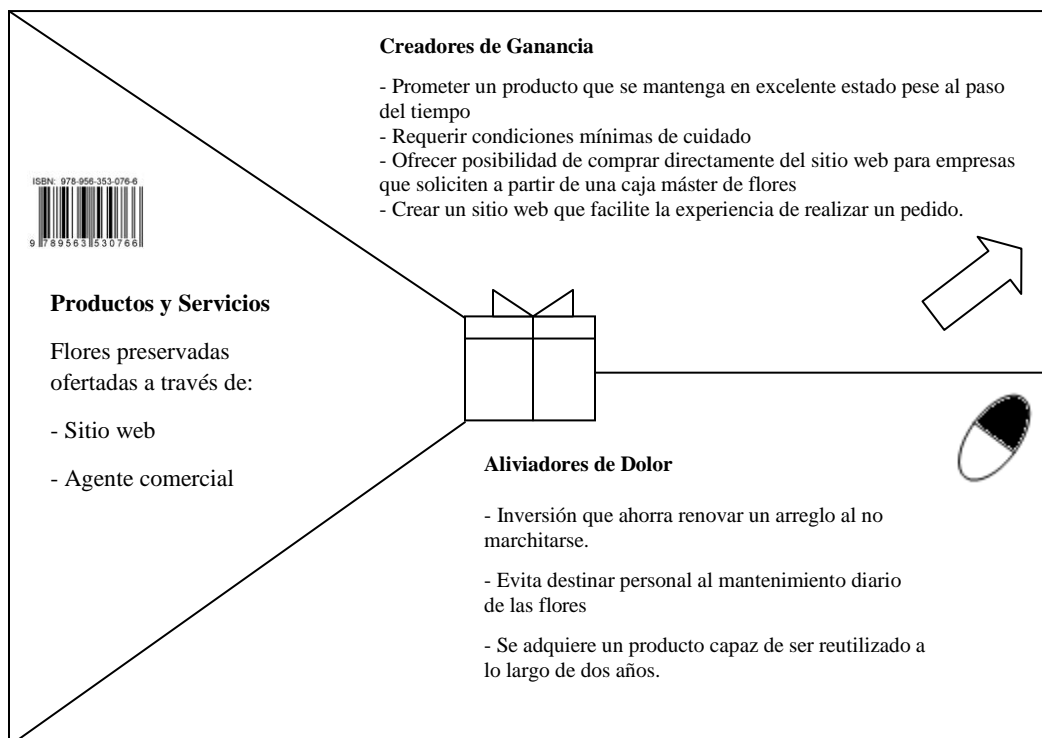 Creadores de Ganancia
- Prometer un producto que se mantenga en excelente estado pese al paso
del tiempo
- Requerir condiciones mínimas de cuidado
- Ofrecer posibilidad de comprar directamente del sitio web para empresas
que soliciten a partir de una caja máster de flores
- Crear un sitio web que facilite la experiencia de realizar un pedido.
ISBN: 978-956-353-076-6
9 789563 530766
Productos y Servicios
Flores preservadas
ofertadas a través de:
- Sitio web
- Agente comercial
Aliviadores de Dolor
- Inversión que ahorra renovar un arreglo al no
marchitarse.
- Evita destinar personal al mantenimiento diario
de las flores
- Se adquiere un producto capaz de ser reutilizado a
lo largo de dos años.